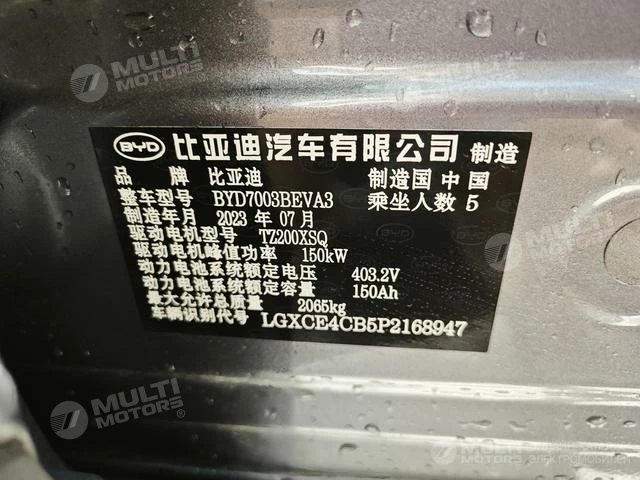 MULTI MOTORS
MULTI MOTORS
BYD 比亚迪汽车有限公司 制造
品 牌 比亚迪 制造国 中国
整车型号 BYD7003BEVA3 乘坐人数 5
制造年月 2023 年 07 月
驱动电机型号 TZ200XSQ
驱动电机峰值功率 150kW
动力电池系统额定电压 403.2V
动力电池系统额定容量 150Ah
最大允许总质量 2065kg
车辆识别代号 LGXCE4CB5P2168947
MULTI MOTORS
MULTI MOTORS
ЭЛЕКТРОМОБИЛЕЙ